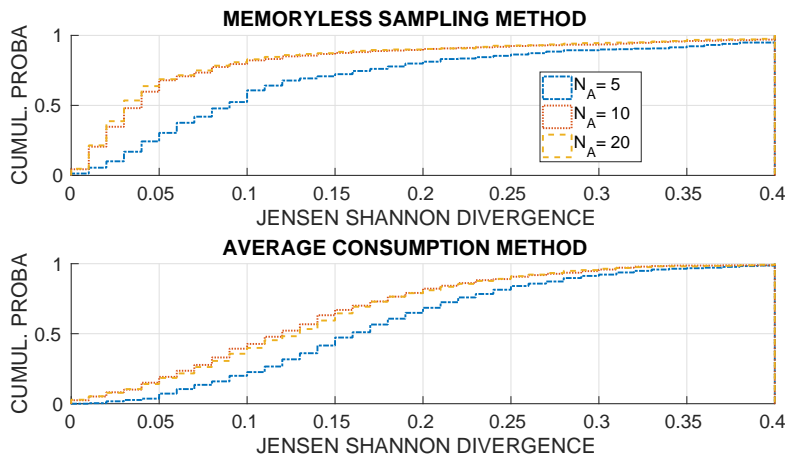 MEMORYLESS SAMPLING METHOD
CUMUL. PROBA
1
0.5
0
N_A= 5
N_A= 10
N_A= 20
0 0.05 0.1 0.15 0.2 0.25 0.3 0.35 0.4
JENSEN SHANNON DIVERGENCE
AVERAGE CONSUMPTION METHOD
CUMUL. PROBA
1
0.5
0
0 0.05 0.1 0.15 0.2 0.25 0.3 0.35 0.4
JENSEN SHANNON DIVERGENCE